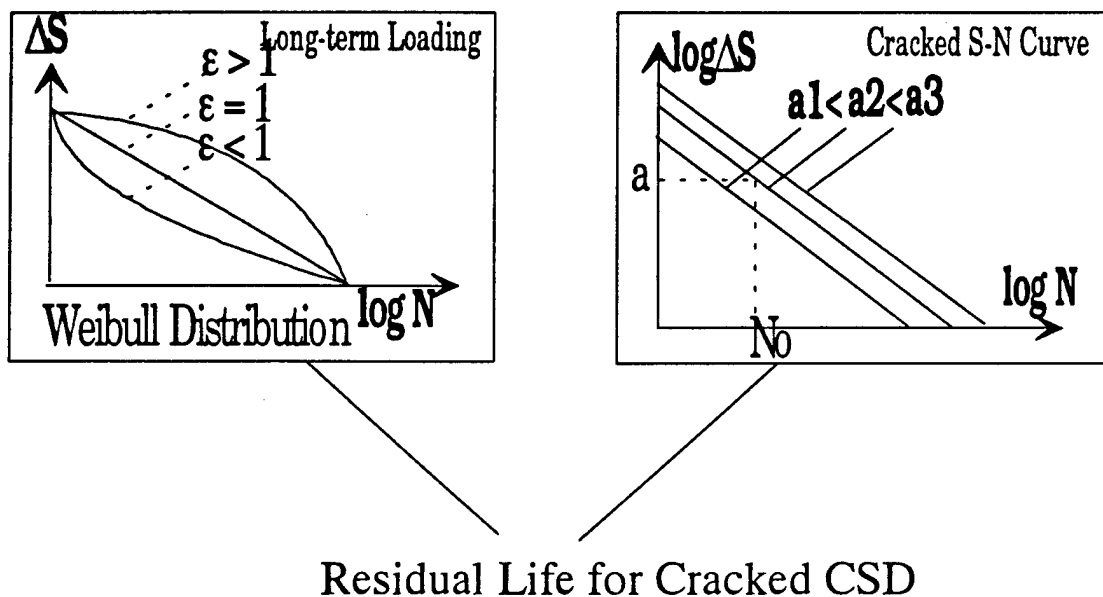 ΔS
Long-term Loading
ε > 1
ε = 1
ε < 1
log N
Weibull Distribution
logΔS
Cracked S-N Curve
a1<a2<a3
a
log N
No
Residual Life for Cracked CSD